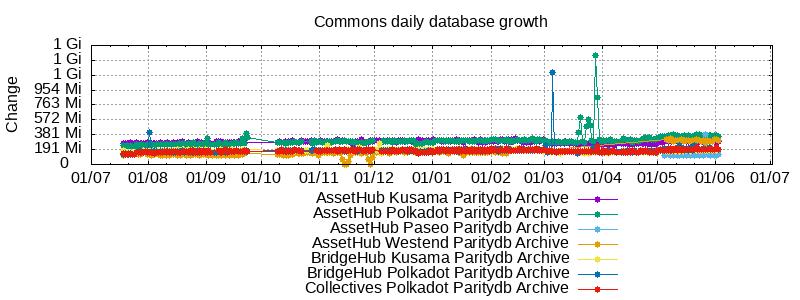 Commons daily database growth
Change
1 Gi
1 Gi
1 Gi
954 Mi
763 Mi
572 Mi
381 Mi
191 Mi
0
01/07 01/08 01/09 01/10 01/11 01/12 01/01 01/02 01/03 01/04 01/05 01/06 01/07
AssetHub Kusama Paritydb Archive
AssetHub Polkadot Paritydb Archive
AssetHub Paseo Paritydb Archive
AssetHub Westend Paritydb Archive
BridgeHub Kusama Paritydb Archive
BridgeHub Polkadot Paritydb Archive
Collectives Polkadot Paritydb Archive